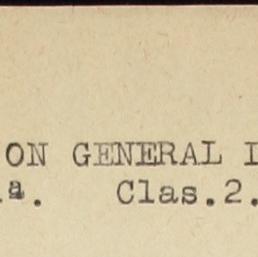 ON GENERAL
ª. Clas.2.